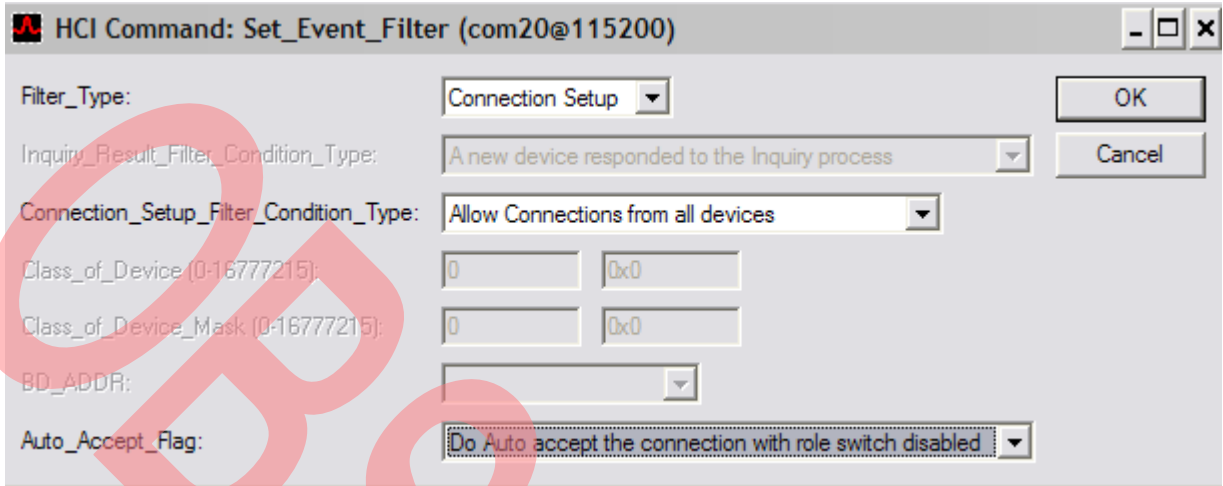 HCI Command: Set_Event_Filter (com20@115200)
Filter_Type: Connection Setup OK
Inquiry_Result_Filter_Condition_Type: A new device responded to the Inquiry process Cancel
Connection_Setup_Filter_Condition_Type: Allow Connections from all devices
Class_of_Device (0-16777215): 0 0x0
Class_of_Device_Mask (0-16777215): 0 0x0
BD_ADDR:
Auto_Accept_Flag: Do Auto accept the connection with role switch disabled